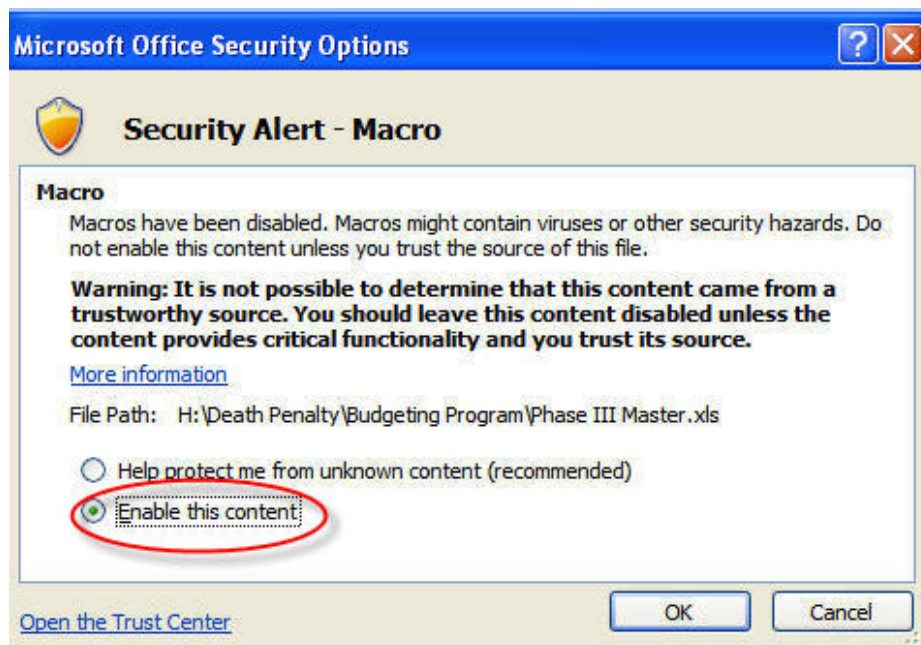 Microsoft Office Security Options
Security Alert - Macro
Macro
Macros have been disabled. Macros might contain viruses or other security hazards. Do
not enable this content unless you trust the source of this file.
Warning: It is not possible to determine that this content came from a
trustworthy source. You should leave this content disabled unless the
content provides critical functionality and you trust its source.
More information
File Path: H:\Death Penalty\Budgeting Program\Phase III Master.xls
Help protect me from unknown content (recommended)
Enable this content
Open the Trust Center
OK
Cancel